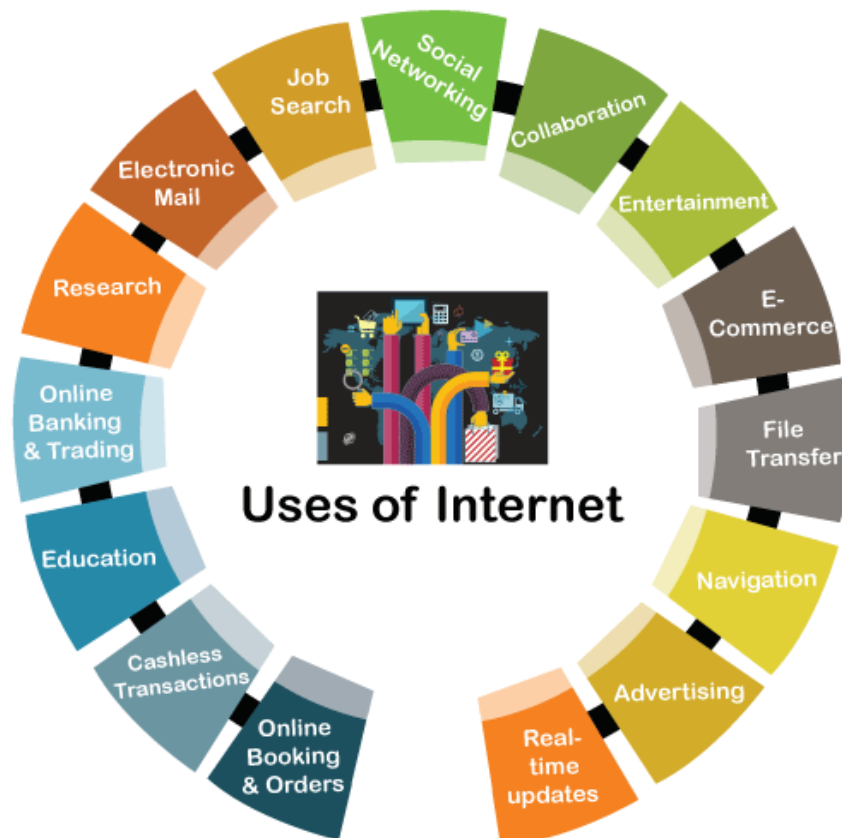 Social
Networking
Collaboration
Entertainment
E-
Commerce
File
Transfer
Navigation
Advertising
Real-
time
updates
Online
Booking
& Orders
Cashless
Transactions
Education
Online
Banking
& Trading
Research
Electronic
Mail
Job
Search
Uses of Internet